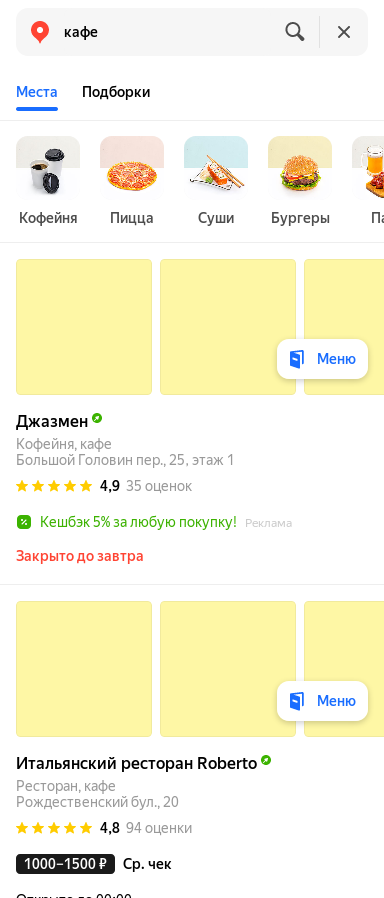 кафе
Места
Подборки
Кофейня
Пицца
Суши
Бургеры
Меню
Джазмен
Кофейня, кафе
Большой Головин пер., 25, этаж 1
4,9 35 оценок
Кешбэк 5% за любую покупку! Реклама
Закрыто до завтра
Меню
Итальянский ресторан Roberto
Ресторан, кафе
Рождественский бул., 20
4,8 94 оценки
1000–1500 ₽ Ср. чек